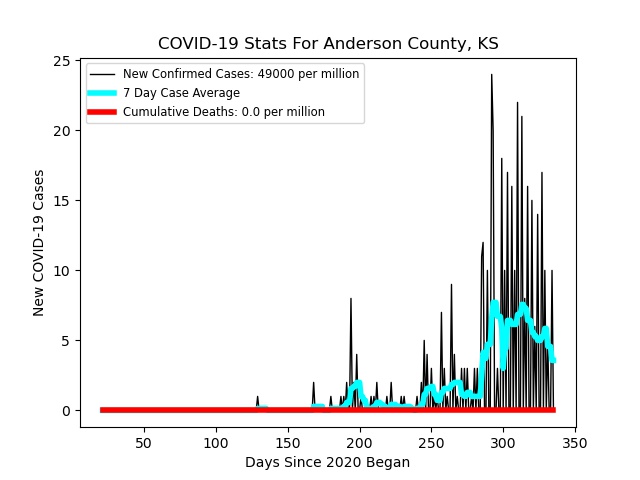 COVID-19 Stats For Anderson County, KS
New Confirmed Cases: 49000 per million
7 Day Case Average
Cumulative Deaths: 0.0 per million
New COVID-19 Cases
25
20
15
10
5
0
50
100
150
200
250
300
350
Days Since 2020 Began